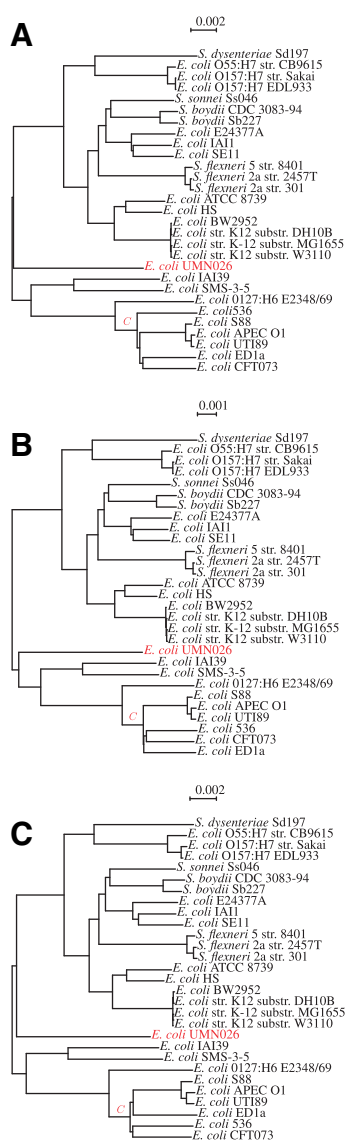 0.002
A
S. dysenteriae Sd197
E. coli O55:H7 str. CB9615
E. coli O157:H7 str. Sakai
E. coli O157:H7 EDL933
S. sonnei Ss046
S. boydii CDC 3083-94
S. boydii Sb227
E. coli E24377A
E. coli IAI1
E. coli SE11
S. flexneri 5 str. 8401
S. flexneri 2a str. 2457T
S. flexneri 2a str. 301
E. coli ATCC 8739
E. coli HS
E. coli BW2952
E. coli str. K12 substr. DH10B
E. coli str. K-12 substr. MG1655
E. coli str. K12 substr. W3110
E. coli UMN026
E. coli IAI39
E. coli SMS-3-5
E. coli 0127:H6 E2348/69
C
E. coli536
E. coli S88
E. coli APEC O1
E. coli UTI89
E. coli ED1a
E. coli CFT073
0.001
B
S. dysenteriae Sd197
E. coli O55:H7 str. CB9615
E. coli O157:H7 str. Sakai
E. coli O157:H7 EDL933
S. sonnei Ss046
S. boydii CDC 3083-94
S. boydii Sb227
E. coli E24377A
E. coli IAI1
E. coli SE11
S. flexneri 5 str. 8401
S. flexneri 2a str. 2457T
S. flexneri 2a str. 301
E. coli ATCC 8739
E. coli HS
E. coli BW2952
E. coli str. K12 substr. DH10B
E. coli str. K-12 substr. MG1655
E. coli str. K12 substr. W3110
E. coli UMN026
E. coli IAI39
E. coli SMS-3-5
E. coli 0127:H6 E2348/69
E. coli S88
E. coli APEC O1
C
E. coli UTI89
E. coli 536
E. coli CFT073
E. coli ED1a
0.002
C
S. dysenteriae Sd197
E. coli O55:H7 str. CB9615
E. coli O157:H7 str. Sakai
E. coli O157:H7 EDL933
S. sonnei Ss046
S. boydii CDC 3083-94
S. boydii Sb227
E. coli E24377A
E. coli IAI1
E. coli SE11
S. flexneri 5 str. 8401
S. flexneri 2a str. 2457T
S. flexneri 2a str. 301
E. coli ATCC 8739
E. coli HS
E. coli BW2952
E. coli str. K12 substr. DH10B
E. coli str. K-12 substr. MG1655
E. coli str. K12 substr. W3110
E. coli UMN026
E. coli IAI39
E. coli SMS-3-5
E. coli 0127:H6 E2348/69
E. coli S88
E. coli APEC O1
E. coli UTI89
C
E. coli ED1a
E. coli 536
E. coli CFT073